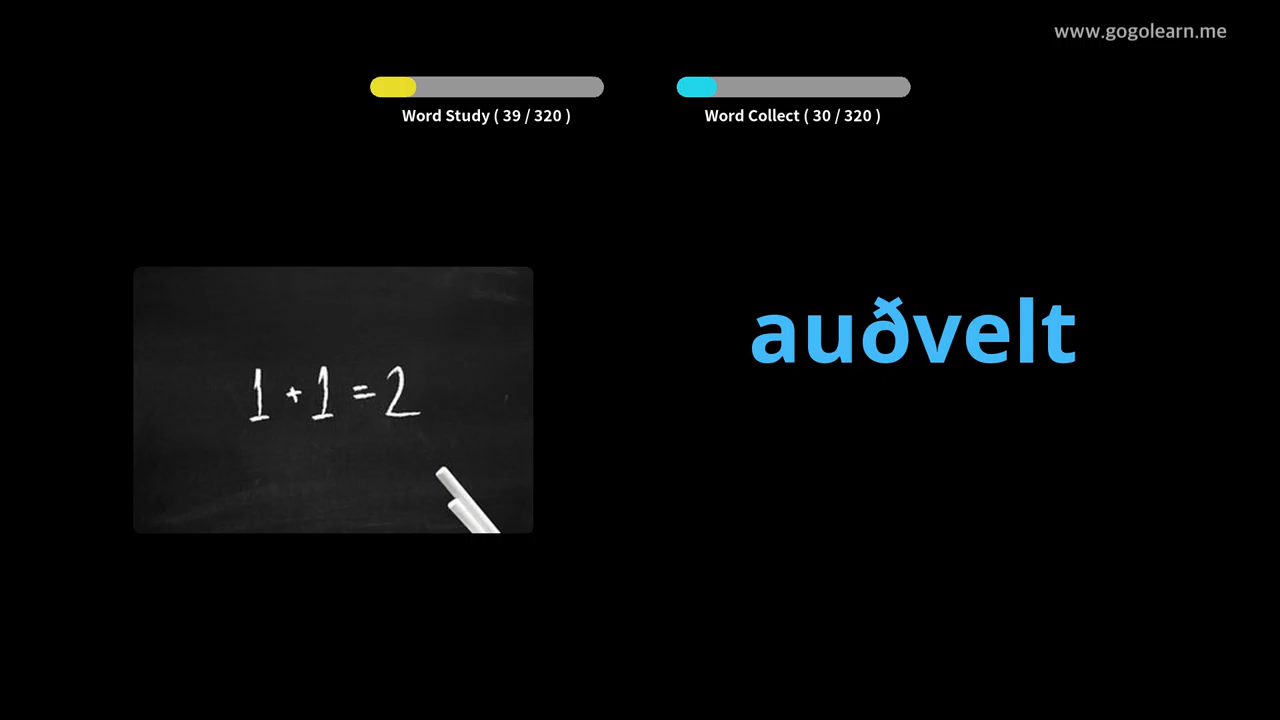 www.gogolearn.me
Word Study ( 39 / 320 )
Word Collect ( 30 / 320 )
auðvelt
1 + 1 = 2